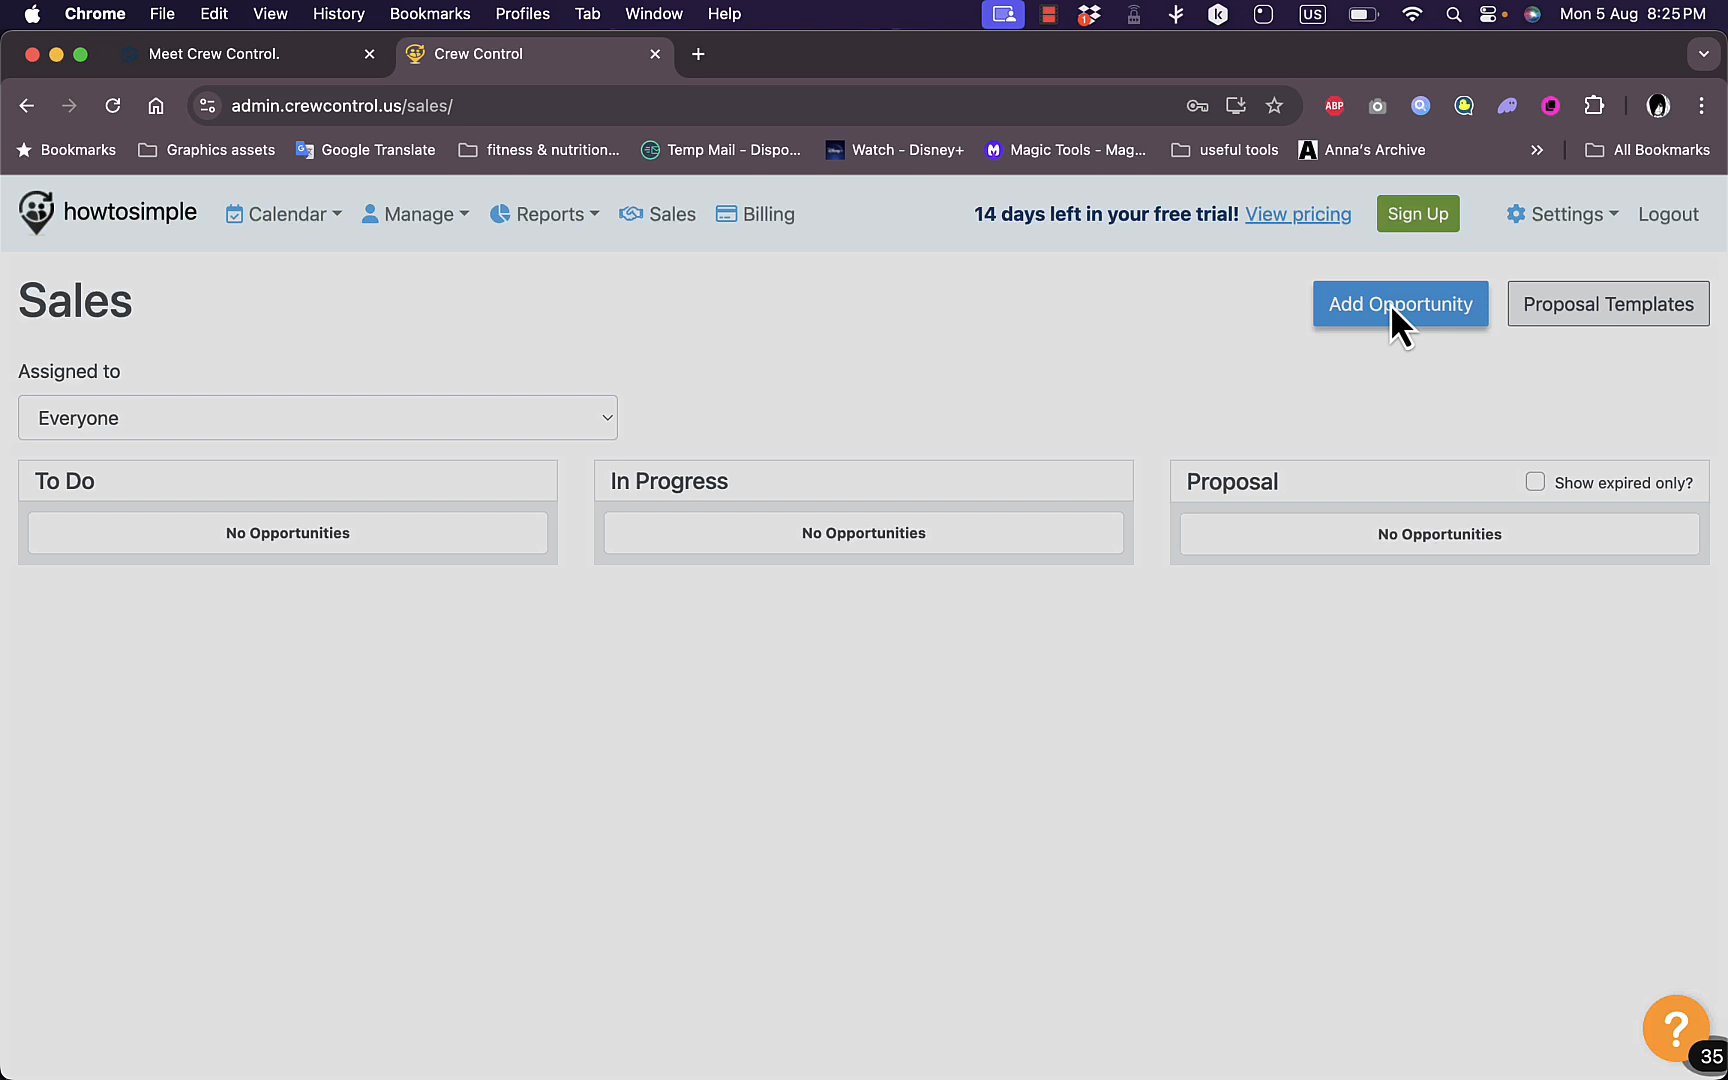 Chrome File Edit View History Bookmarks Profiles Tab Window Help 1 k US Mon 5 Aug 8:25 PM
Meet Crew Control. Crew Control
admin.crewcontrol.us/sales/ ABP
Bookmarks Graphics assets Google Translate fitness & nutrition... Temp Mail - Dispo... Watch - Disney+ Magic Tools - Mag... useful tools Anna's Archive All Bookmarks
howtosimple Calendar Manage Reports Sales Billing 14 days left in your free trial! View pricing Sign Up Settings Logout
Sales Add Opportunity Proposal Templates
Assigned to
Everyone
To Do In Progress Proposal Show expired only?
No Opportunities No Opportunities No Opportunities
?
35